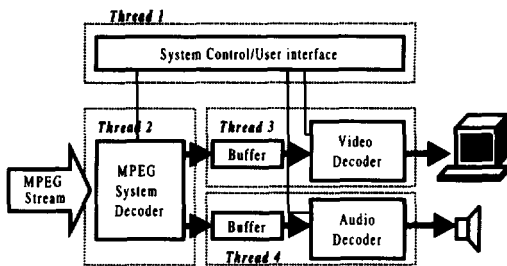 Thread 1
System Control/User interface
Thread 2
Thread 3
MPEG
Stream
MPEG
System
Decoder
Buffer
Video
Decoder
Buffer
Audio
Decoder
Thread 4